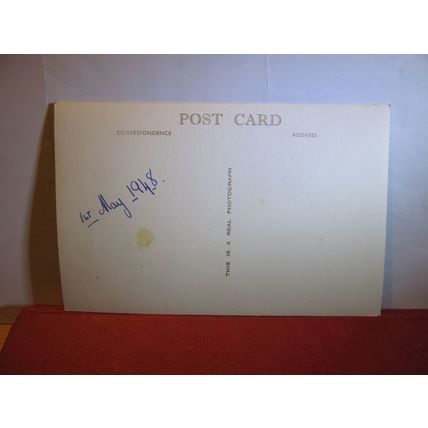 POST CARD
CORRESPONDENCE
ADDRESS
1ST May 1948.
THIS IS A REAL PHOTOGRAPH